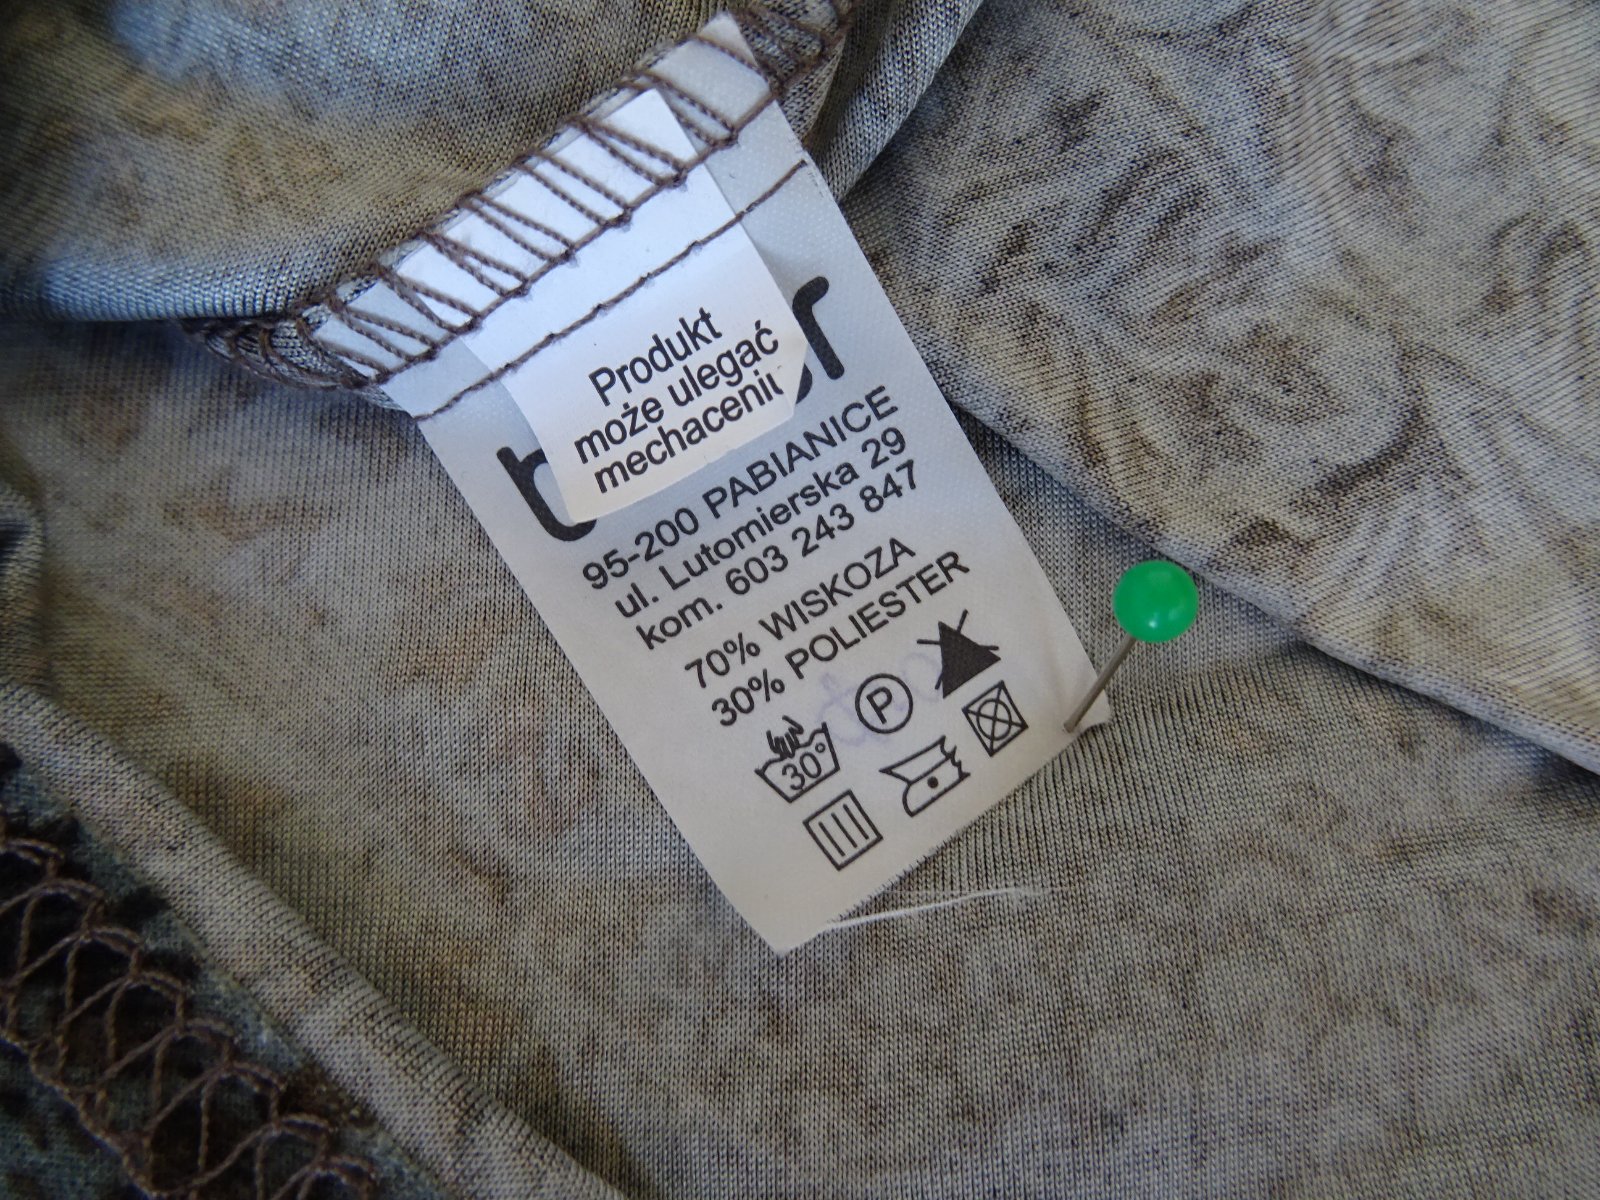 Produkt
może ulegać
mechaceniu
95-200 PABIANICE
ul. Lutomierska 29
kom. 603 243 847
70% WISKOZA
30% POLIESTER
P
30°